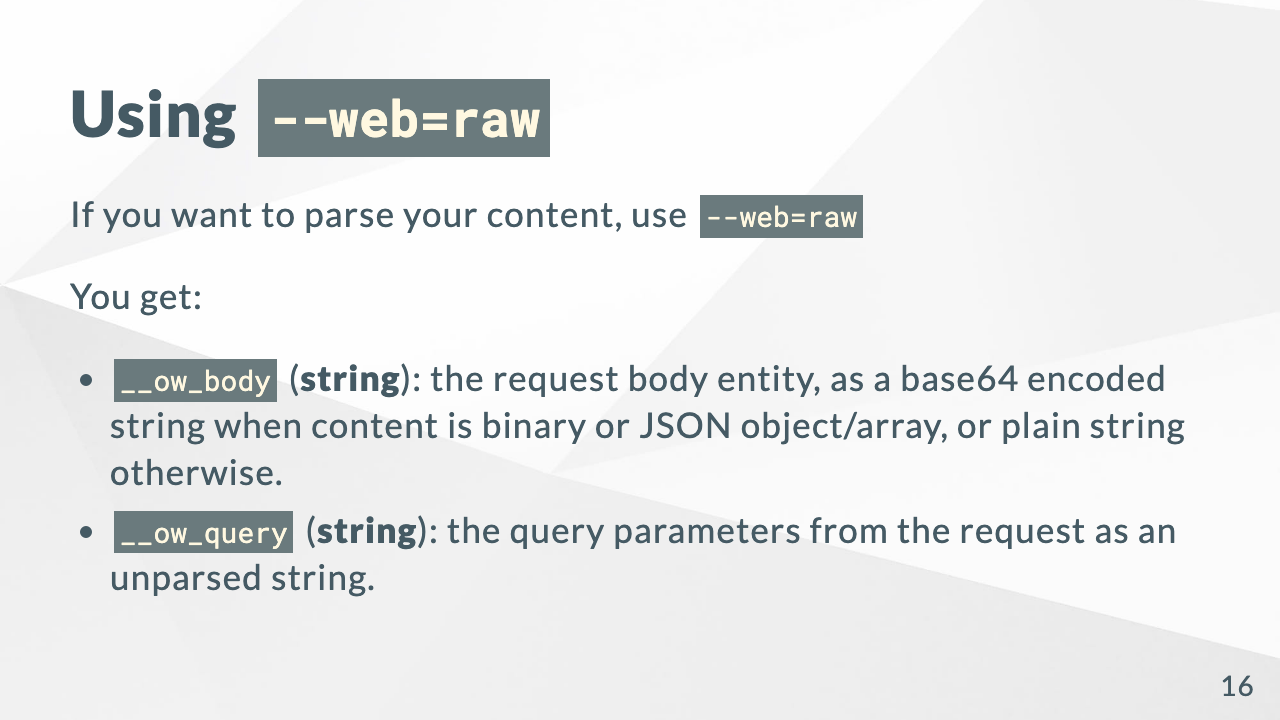 Using --web=raw
If you want to parse your content, use --web=raw
You get:
• __ow_body (string): the request body entity, as a base64 encoded
string when content is binary or JSON object/array, or plain string
otherwise.
• __ow_query (string): the query parameters from the request as an
unparsed string.
16